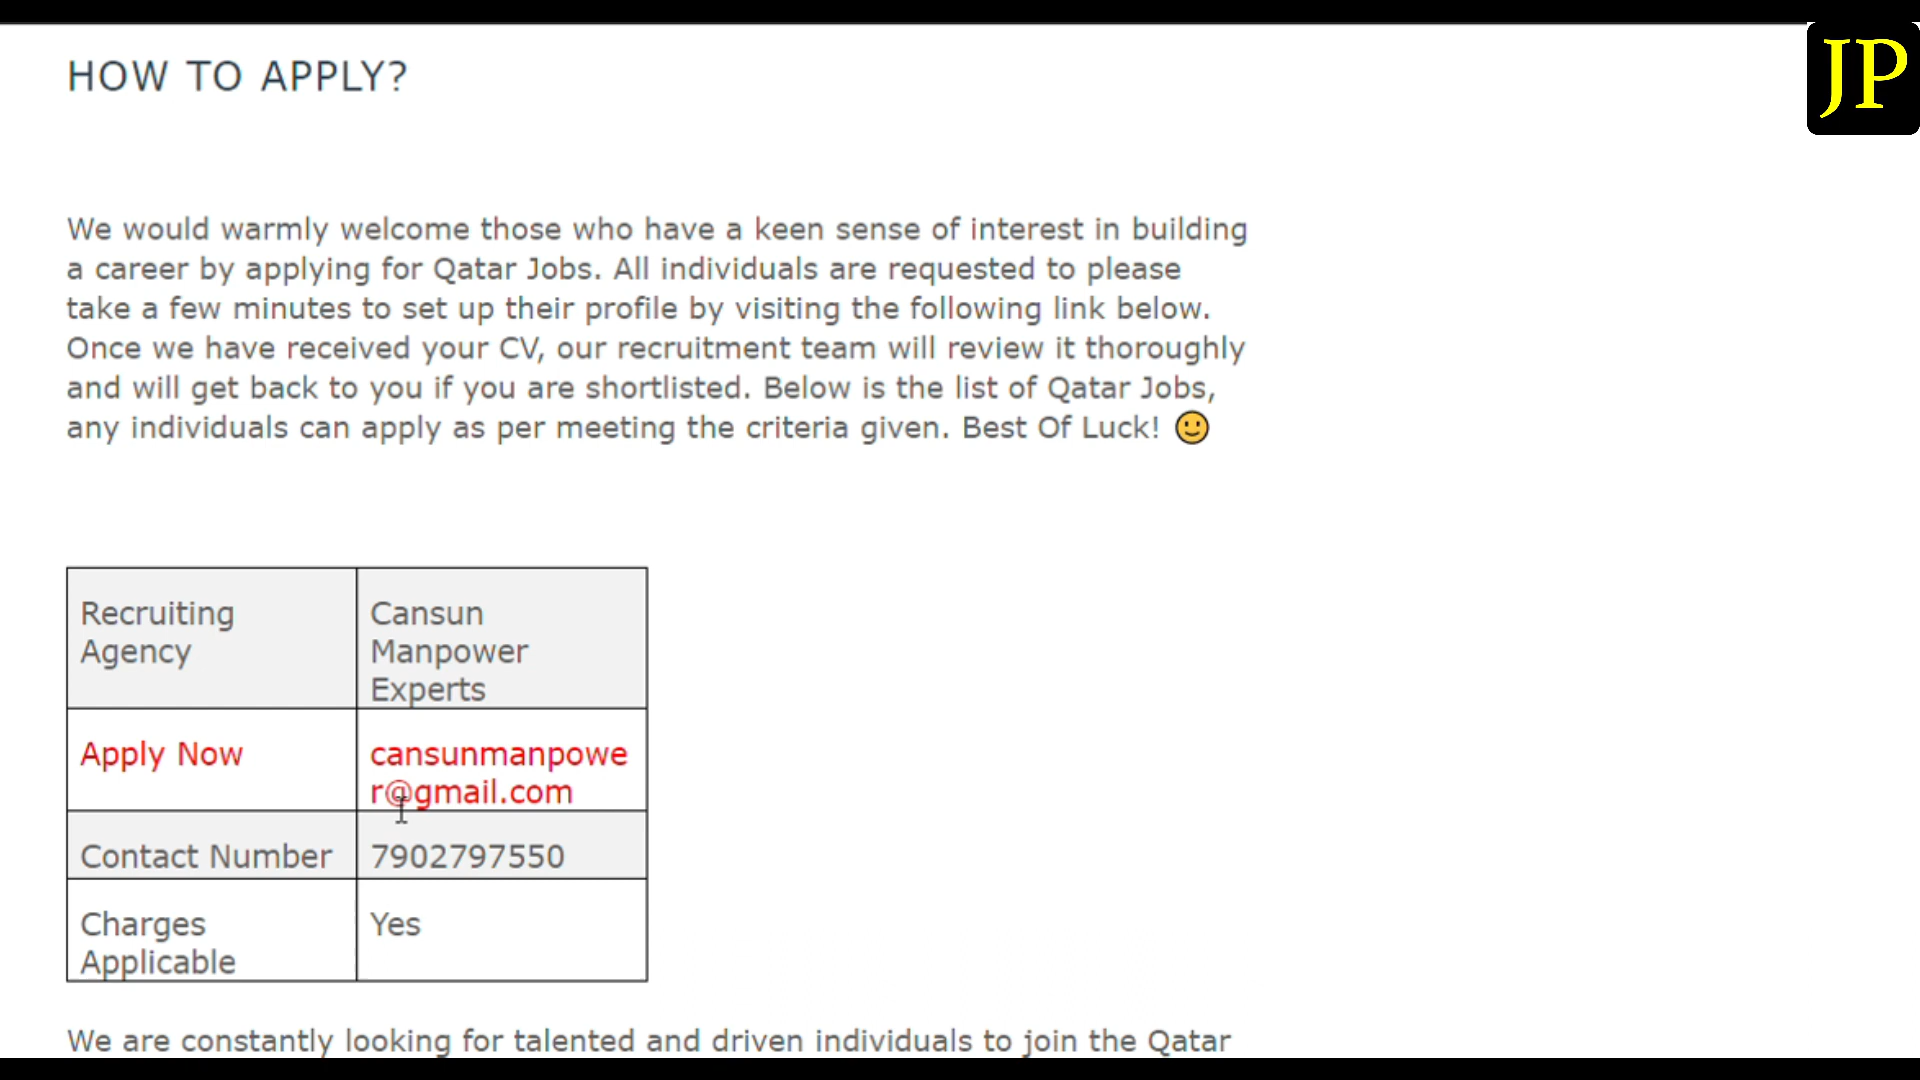 JP
HOW TO APPLY?
We would warmly welcome those who have a keen sense of interest in building
a career by applying for Qatar Jobs. All individuals are requested to please
take a few minutes to set up their profile by visiting the following link below.
Once we have received your CV, our recruitment team will review it thoroughly
and will get back to you if you are shortlisted. Below is the list of Qatar Jobs,
any individuals can apply as per meeting the criteria given. Best Of Luck! 🙂
Recruiting
Agency
Cansun
Manpower
Experts
Apply Now
cansunmanpowe
r@gmail.com
Contact Number
7902797550
Charges
Applicable
Yes
We are constantly looking for talented and driven individuals to join the Qatar